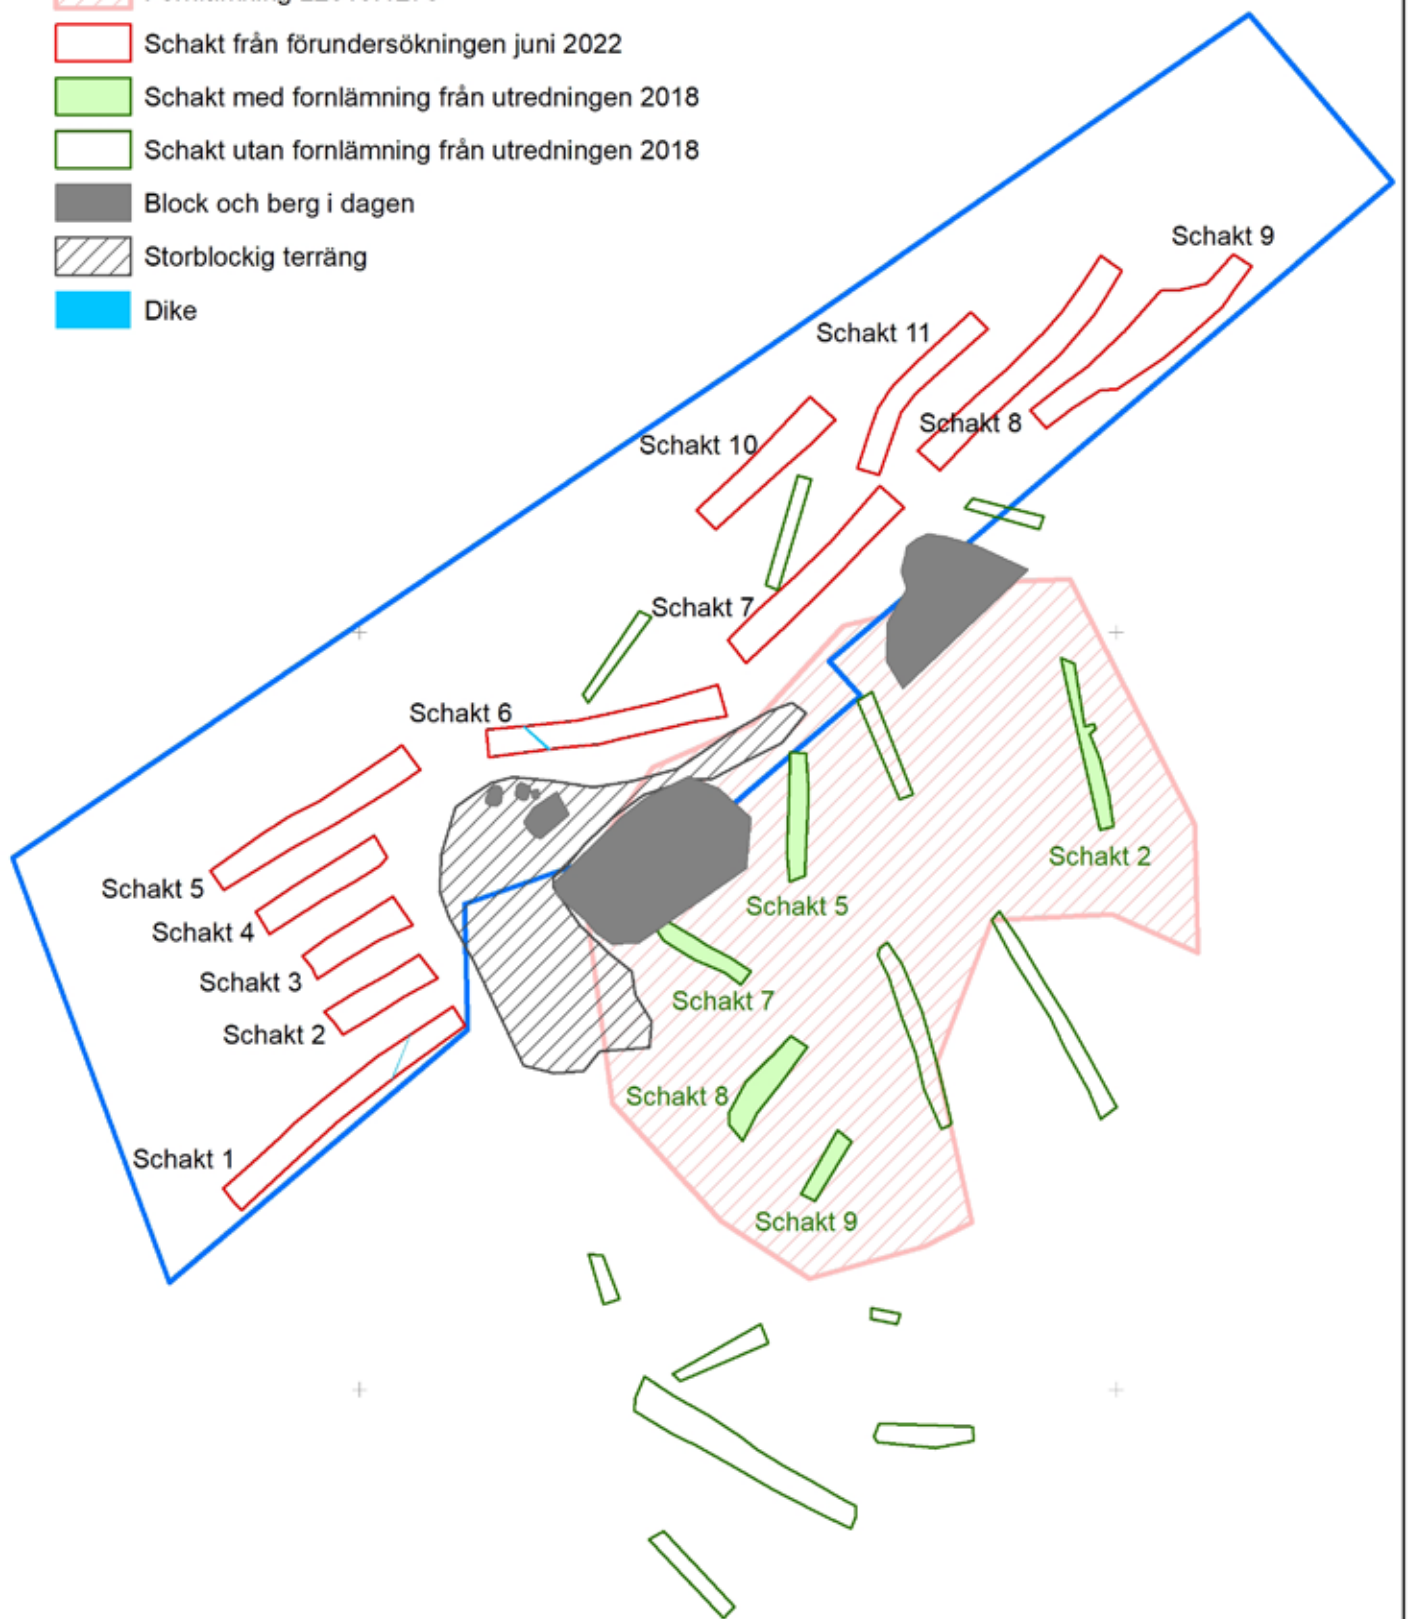 Schakt från förundersökningen juni 2022
Schakt med fornlämning från utredningen 2018
Schakt utan fornlämning från utredningen 2018
Block och berg i dagen
Storblockig terräng
Dike
Schakt 9
Schakt 11
Schakt 8
Schakt 10
Schakt 7
Schakt 6
Schakt 5
Schakt 4
Schakt 3
Schakt 2
Schakt 1
Schakt 2
Schakt 5
Schakt 7
Schakt 8
Schakt 9